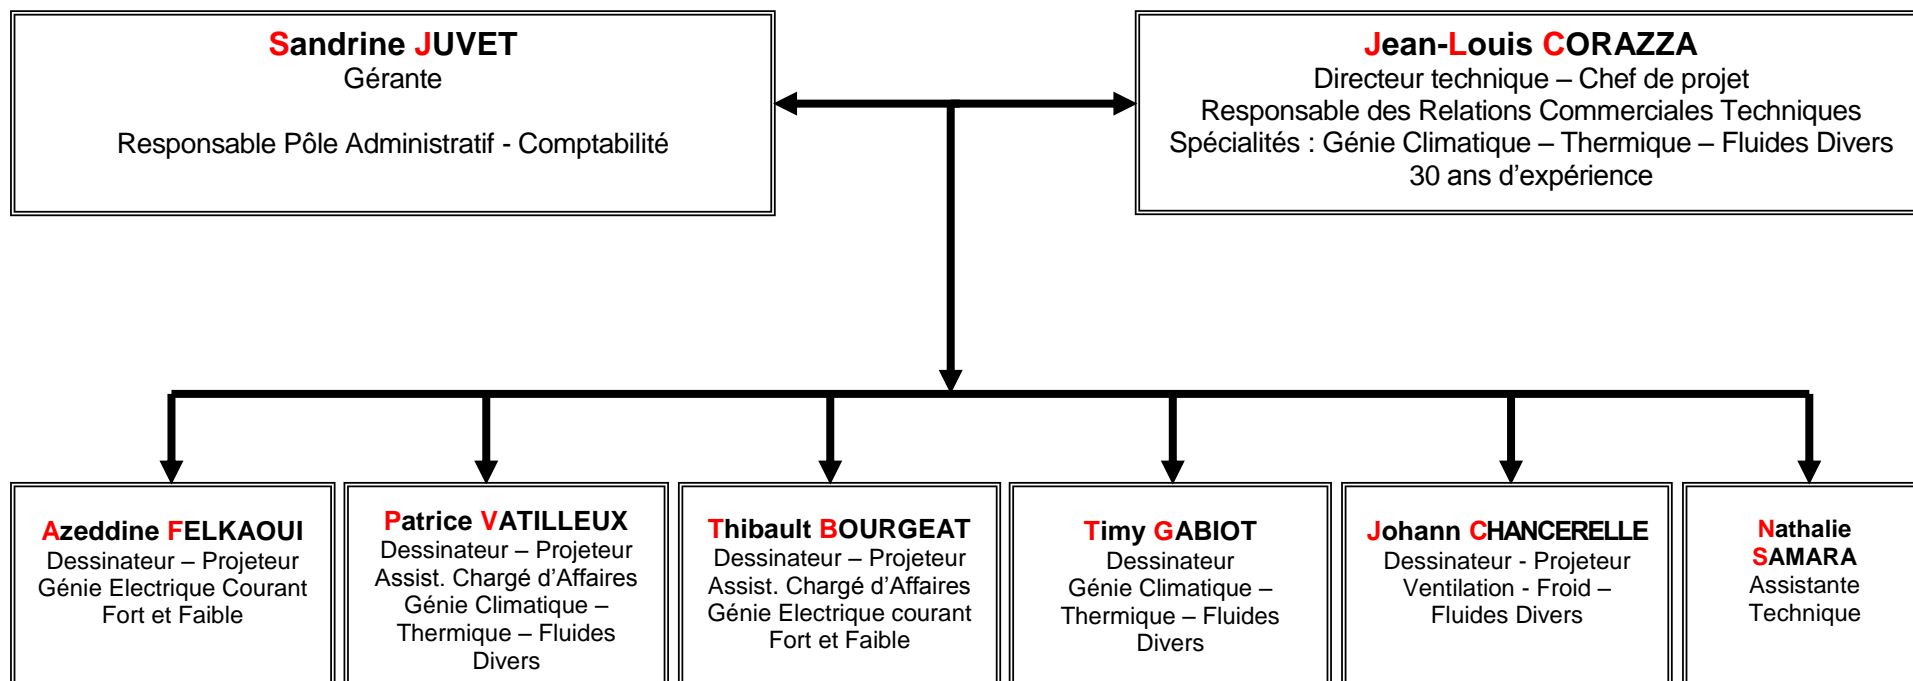 Sandrine JUVET
Gérante
Responsable Pôle Administratif - Comptabilité
Jean-Louis CORAZZA
Directeur technique – Chef de projet
Responsable des Relations Commerciales Techniques
Spécialités : Génie Climatique – Thermique – Fluides Divers
30 ans d’expérience
Azeddine FELKAOUI
Dessinateur – Projeteur
Génie Electrique Courant
Fort et Faible
Patrice VATILLEUX
Dessinateur – Projeteur
Assist. Chargé d’Affaires
Génie Climatique –
Thermique – Fluides
Divers
Thibault BOURGEAT
Dessinateur – Projeteur
Assist. Chargé d’Affaires
Génie Electrique courant
Fort et Faible
Timy GABIOT
Dessinateur
Génie Climatique –
Thermique – Fluides
Divers
Johann CHANCERELLE
Dessinateur - Projeteur
Ventilation - Froid –
Fluides Divers
Nathalie
SAMARA
Assistante
Technique